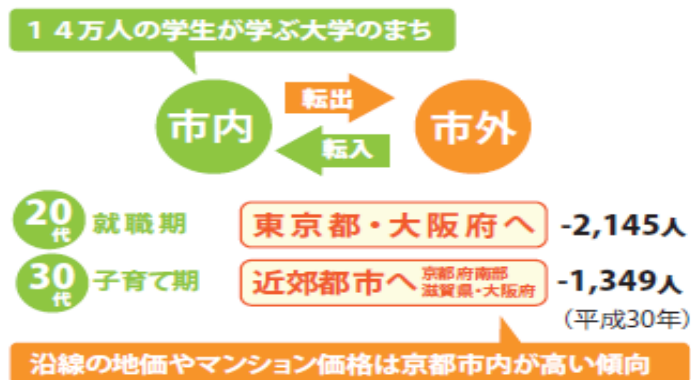 14万人の学生が学ぶ大学のまち
転出
市内
市外
転入
20代 就職期 東京都・大阪府へ -2,145人
30代 子育て期 近郊都市へ 京都府南部 滋賀県・大阪府 -1,349人
(平成30年)
沿線の地価やマンション価格は京都市内が高い傾向